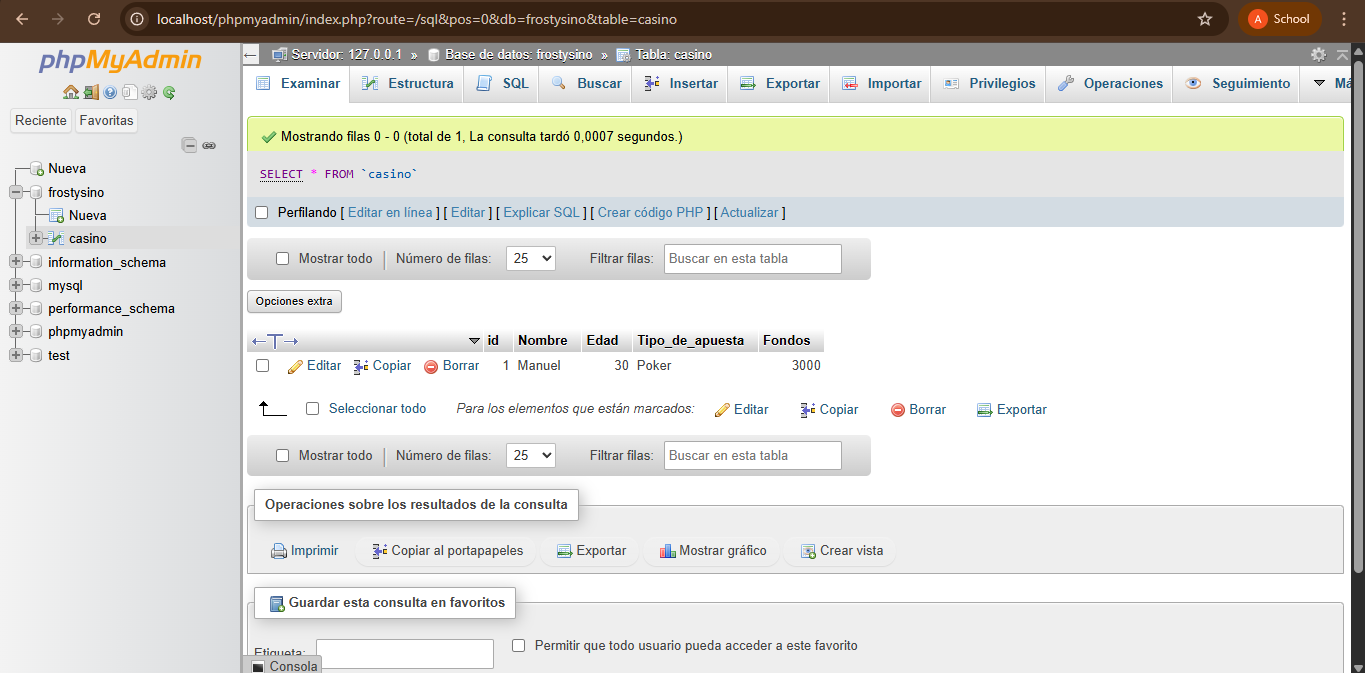 localhost/phpmyadmin/index.php?route=/sql&pos=0&db=frostysino&table=casino
A School
phpMyAdmin
Reciente Favoritas
Nueva
frostysino
Nueva
casino
information_schema
mysql
performance_schema
phpmyadmin
test
Servidor: 127.0.0.1 » Base de datos: frostysino » Tabla: casino
Examinar Estructura SQL Buscar Insertar Exportar Importar Privilegios Operaciones Seguimiento Má
Mostrando filas 0 - 0 (total de 1, La consulta tardó 0,0007 segundos.)
SELECT * FROM `casino`
Perfilando [ Editar en línea ] [ Editar ] [ Explicar SQL ] [ Crear código PHP ] [ Actualizar ]
Mostrar todo | Número de filas: 25 Filtrar filas: Buscar en esta tabla
Opciones extra
←T→ id Nombre Edad Tipo_de_apuesta Fondos
Editar Copiar Borrar 1 Manuel 30 Poker 3000
Seleccionar todo Para los elementos que están marcados: Editar Copiar Borrar Exportar
Mostrar todo | Número de filas: 25 Filtrar filas: Buscar en esta tabla
Operaciones sobre los resultados de la consulta
Imprimir Copiar al portapapeles Exportar Mostrar gráfico Crear vista
Guardar esta consulta en favoritos
Etiqueta: Permitir que todo usuario pueda acceder a este favorito
Consola